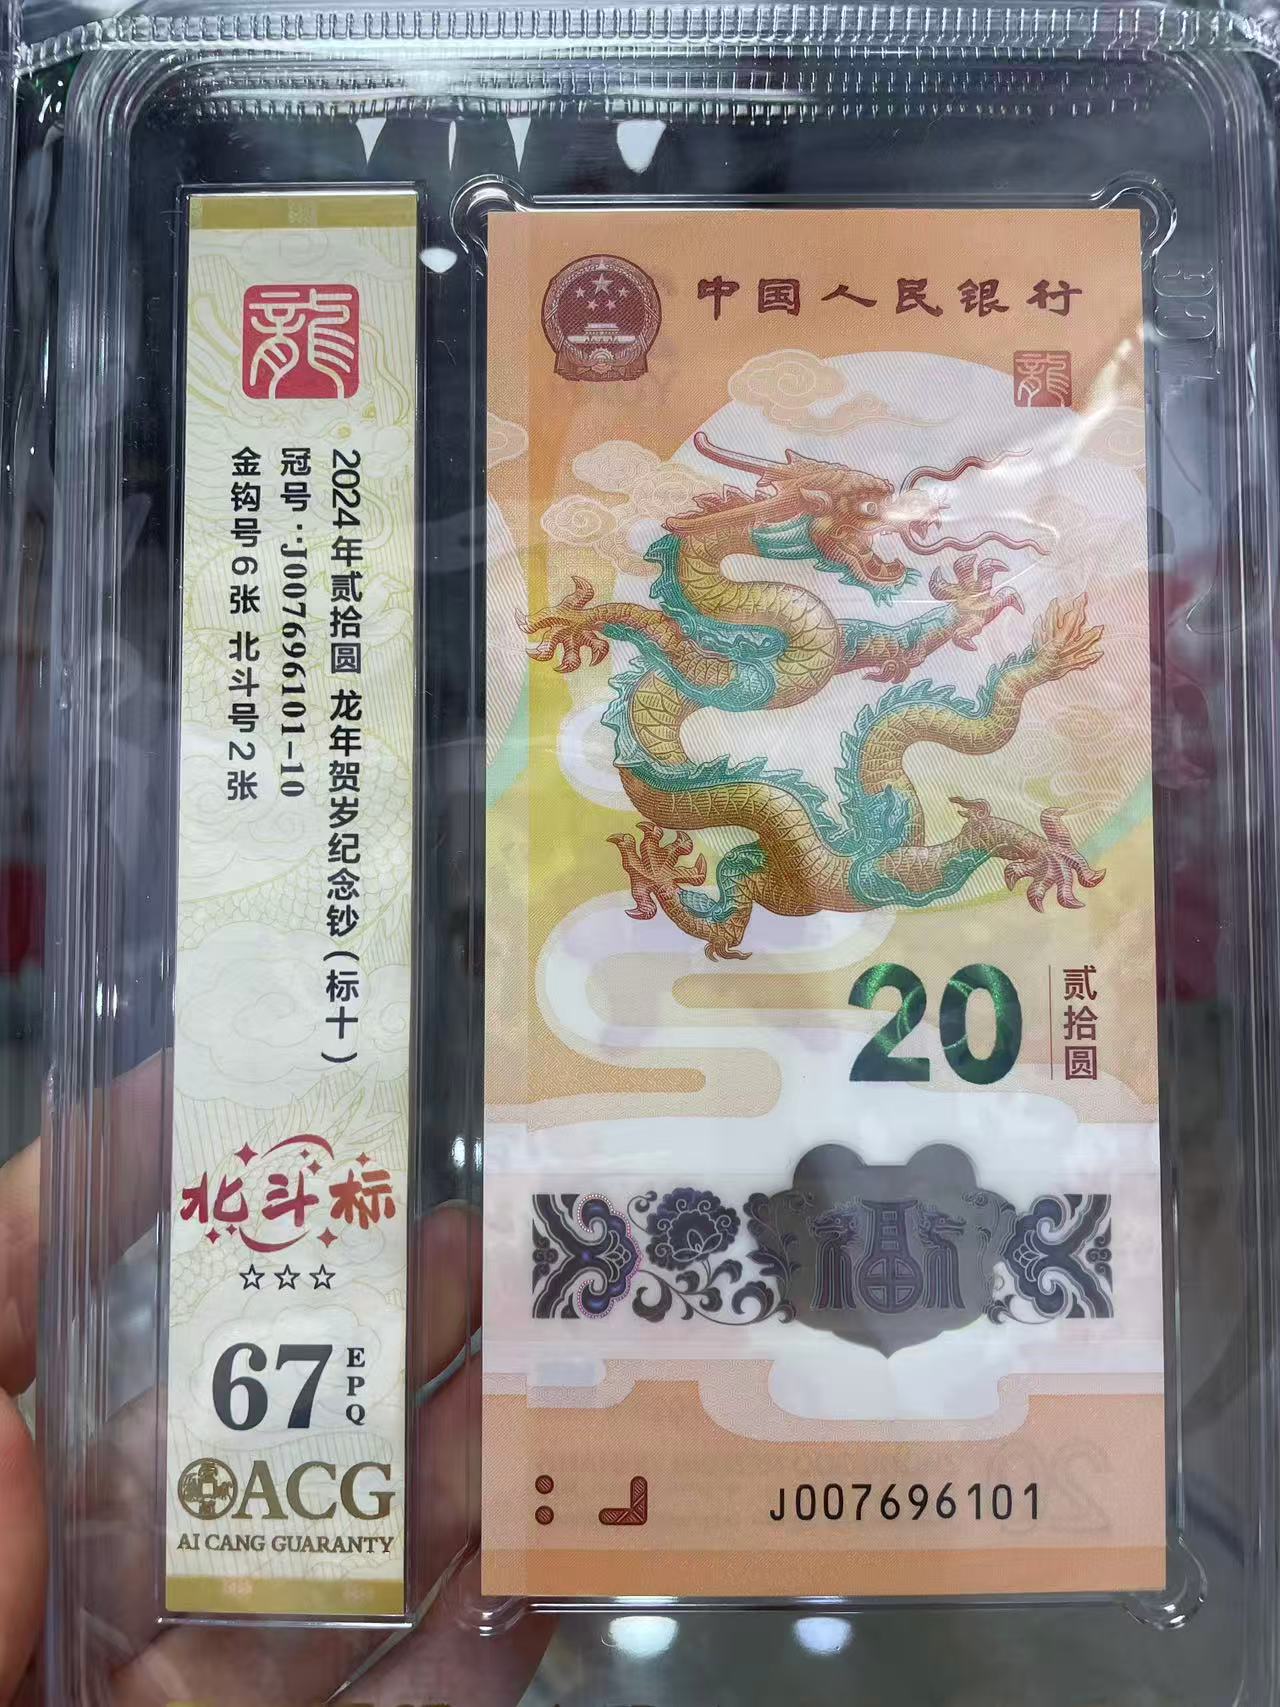 龍
2024年贰拾圆 龙年贺岁纪念钞(标十)
冠号·J007696101-10
金钩号6张 北斗号2张
北斗标
☆☆☆
67 EPQ
ACG
AI CANG GUARANTY
中国人民银行
龍
20 贰拾圆
福
J007696101